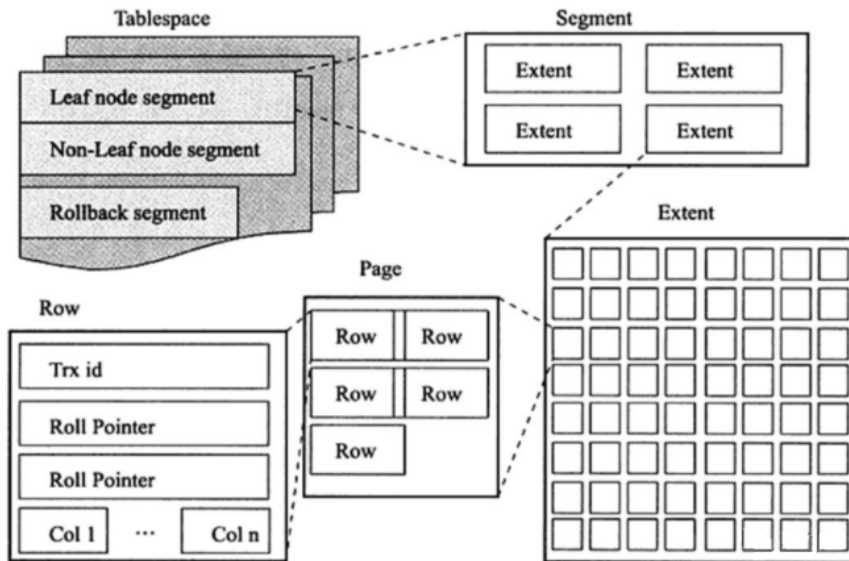 Tablespace
Leaf node segment
Non-Leaf node segment
Rollback segment
Segment
Extent Extent
Extent Extent
Extent
Page
Row Row
Row Row
Row
Row
Trx id
Roll Pointer
Roll Pointer
Col 1 ... Col n